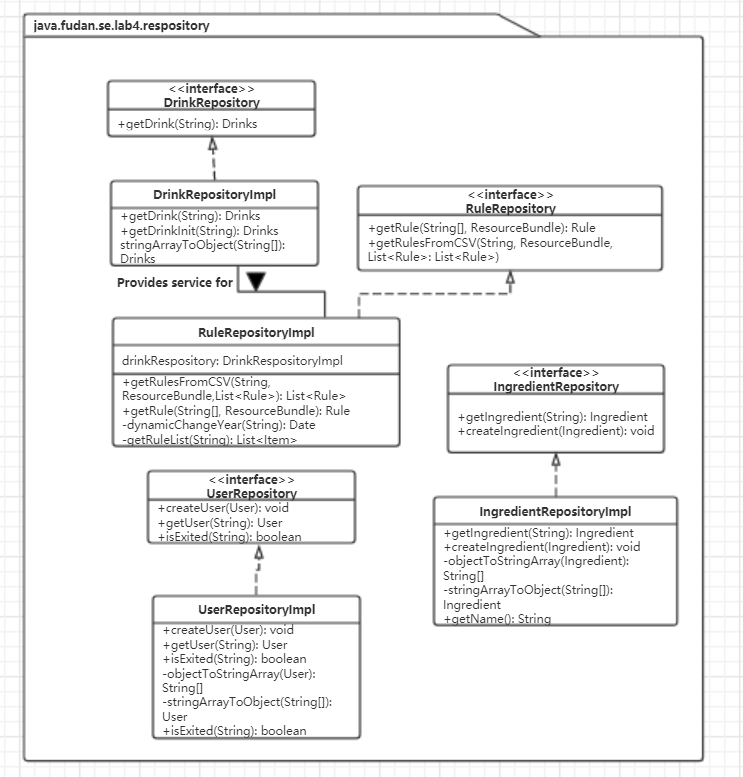 java.fudan.se.lab4.respository
<<interface>>
DrinkRepository
+getDrink(String): Drinks
DrinkRepositoryImpl
+getDrink(String): Drinks
+getDrinkInit(String): Drinks
stringArrayToObject(String[]):
Drinks
<<interface>>
RuleRepository
+getRule(String[], ResourceBundle): Rule
+getRulesFromCSV(String, ResourceBundle,
List<Rule>: List<Rule>)
Provides service for
RuleRepositoryImpl
drinkRespository: DrinkRespositoryImpl
+getRulesFromCSV(String,
ResourceBundle,List<Rule>): List<Rule>
+getRule(String[], ResourceBundle): Rule
-dynamicChangeYear(String): Date
-getRuleList(String): List<Item>
<<interface>>
IngredientRepository
+getIngredient(String): Ingredient
+createIngredient(Ingredient): void
<<interface>>
UserRepository
+createUser(User): void
+getUser(String): User
+isExited(String): boolean
IngredientRepositoryImpl
+getIngredient(String): Ingredient
+createIngredient(Ingredient): void
-objectToStringArray(Ingredient):
String[]
-stringArrayToObject(String[]):
Ingredient
+getName(): String
UserRepositoryImpl
+createUser(User): void
+getUser(String): User
+isExited(String): boolean
-objectToStringArray(User):
String[]
-stringArrayToObject(String[]):
User
+isExited(String): boolean